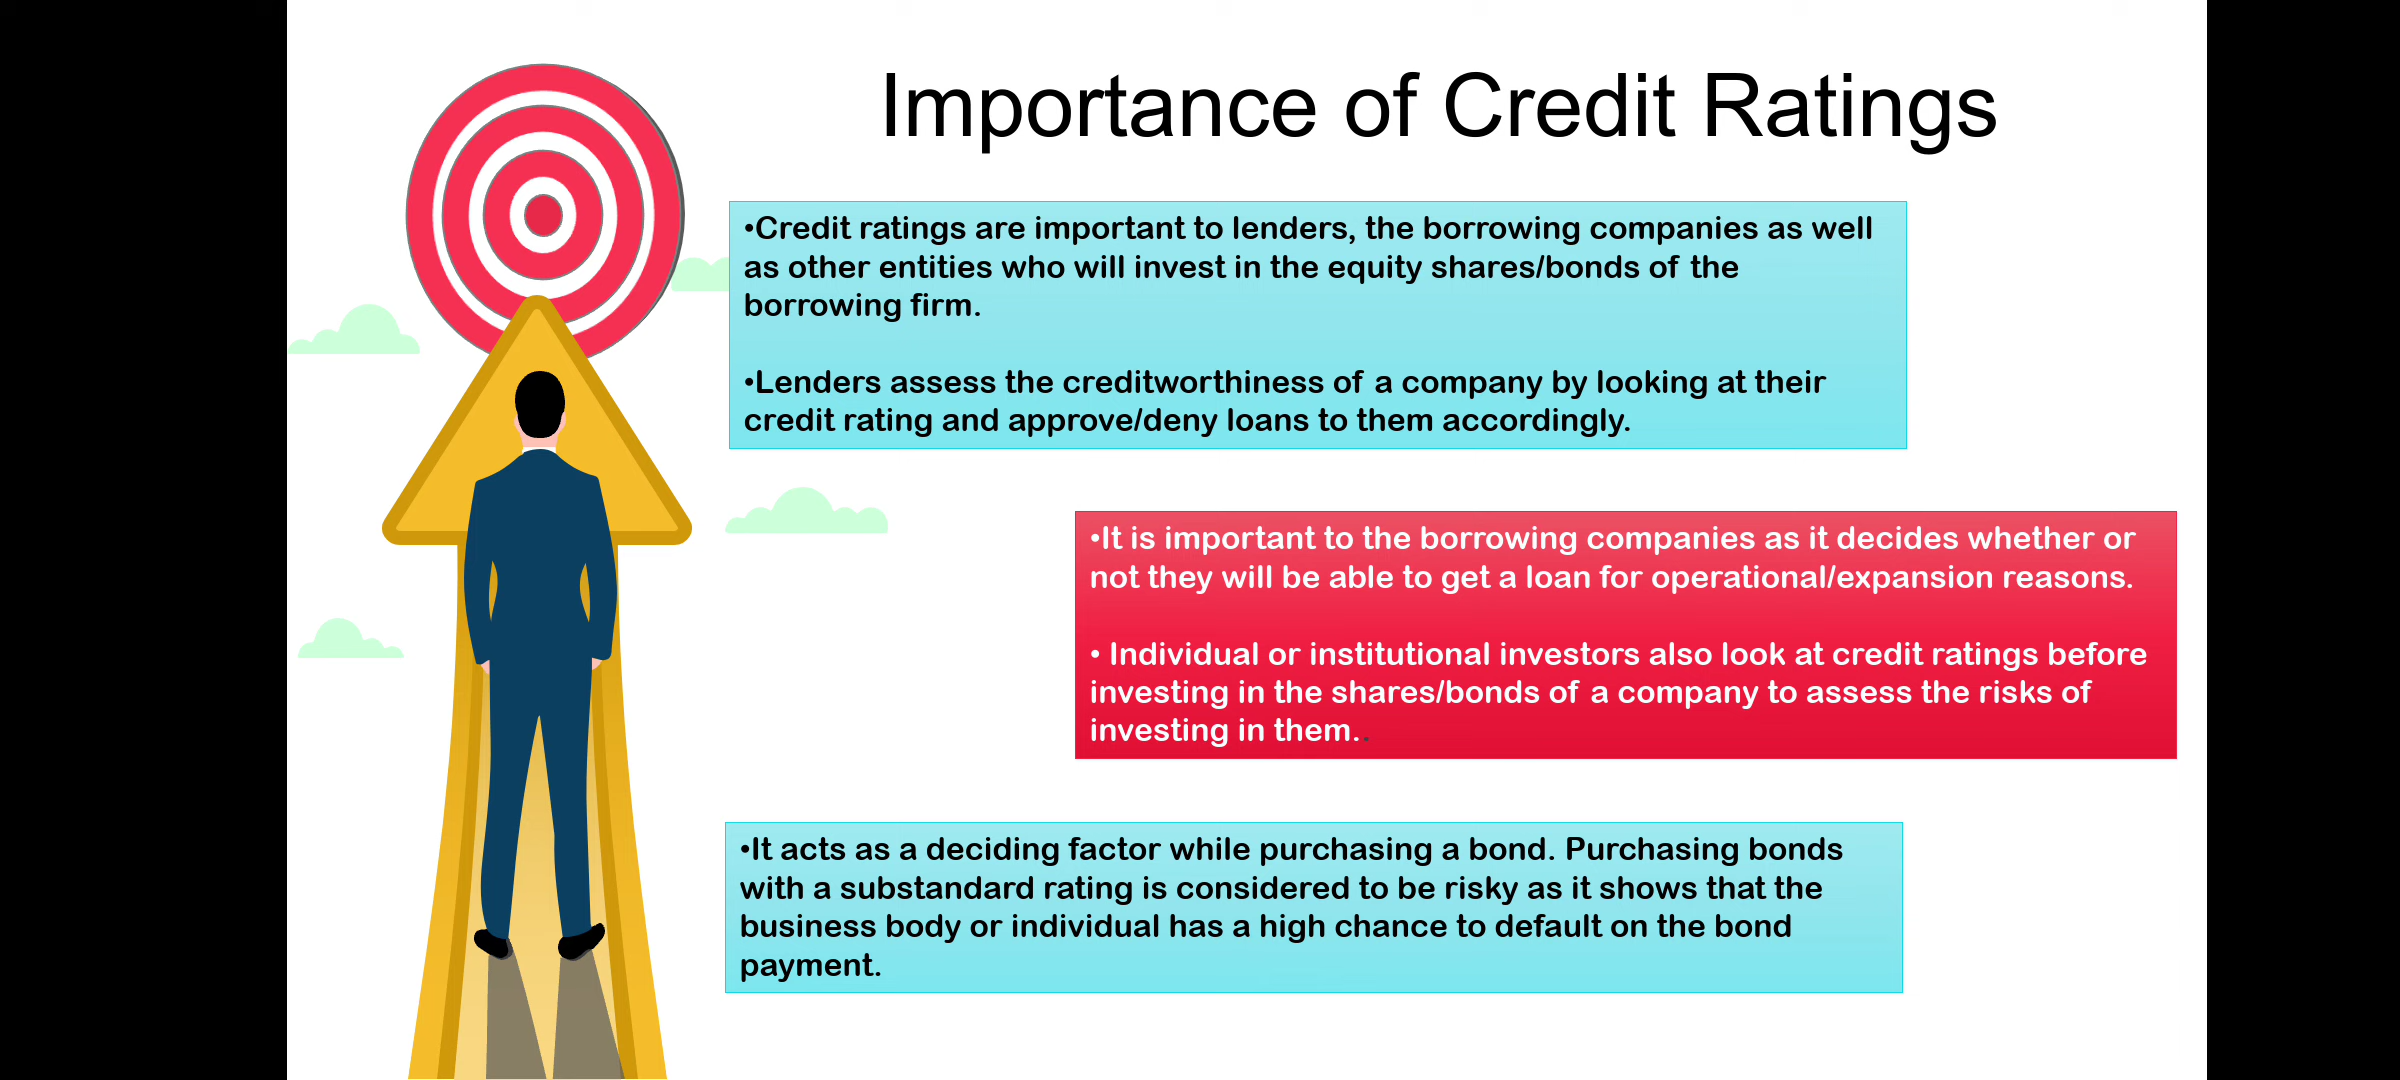 Importance of Credit Ratings
•Credit ratings are important to lenders, the borrowing companies as well
as other entities who will invest in the equity shares/bonds of the
borrowing firm.
•Lenders assess the creditworthiness of a company by looking at their
credit rating and approve/deny loans to them accordingly.
•It is important to the borrowing companies as it decides whether or
not they will be able to get a loan for operational/expansion reasons.
• Individual or institutional investors also look at credit ratings before
investing in the shares/bonds of a company to assess the risks of
investing in them..
•It acts as a deciding factor while purchasing a bond. Purchasing bonds
with a substandard rating is considered to be risky as it shows that the
business body or individual has a high chance to default on the bond
payment.